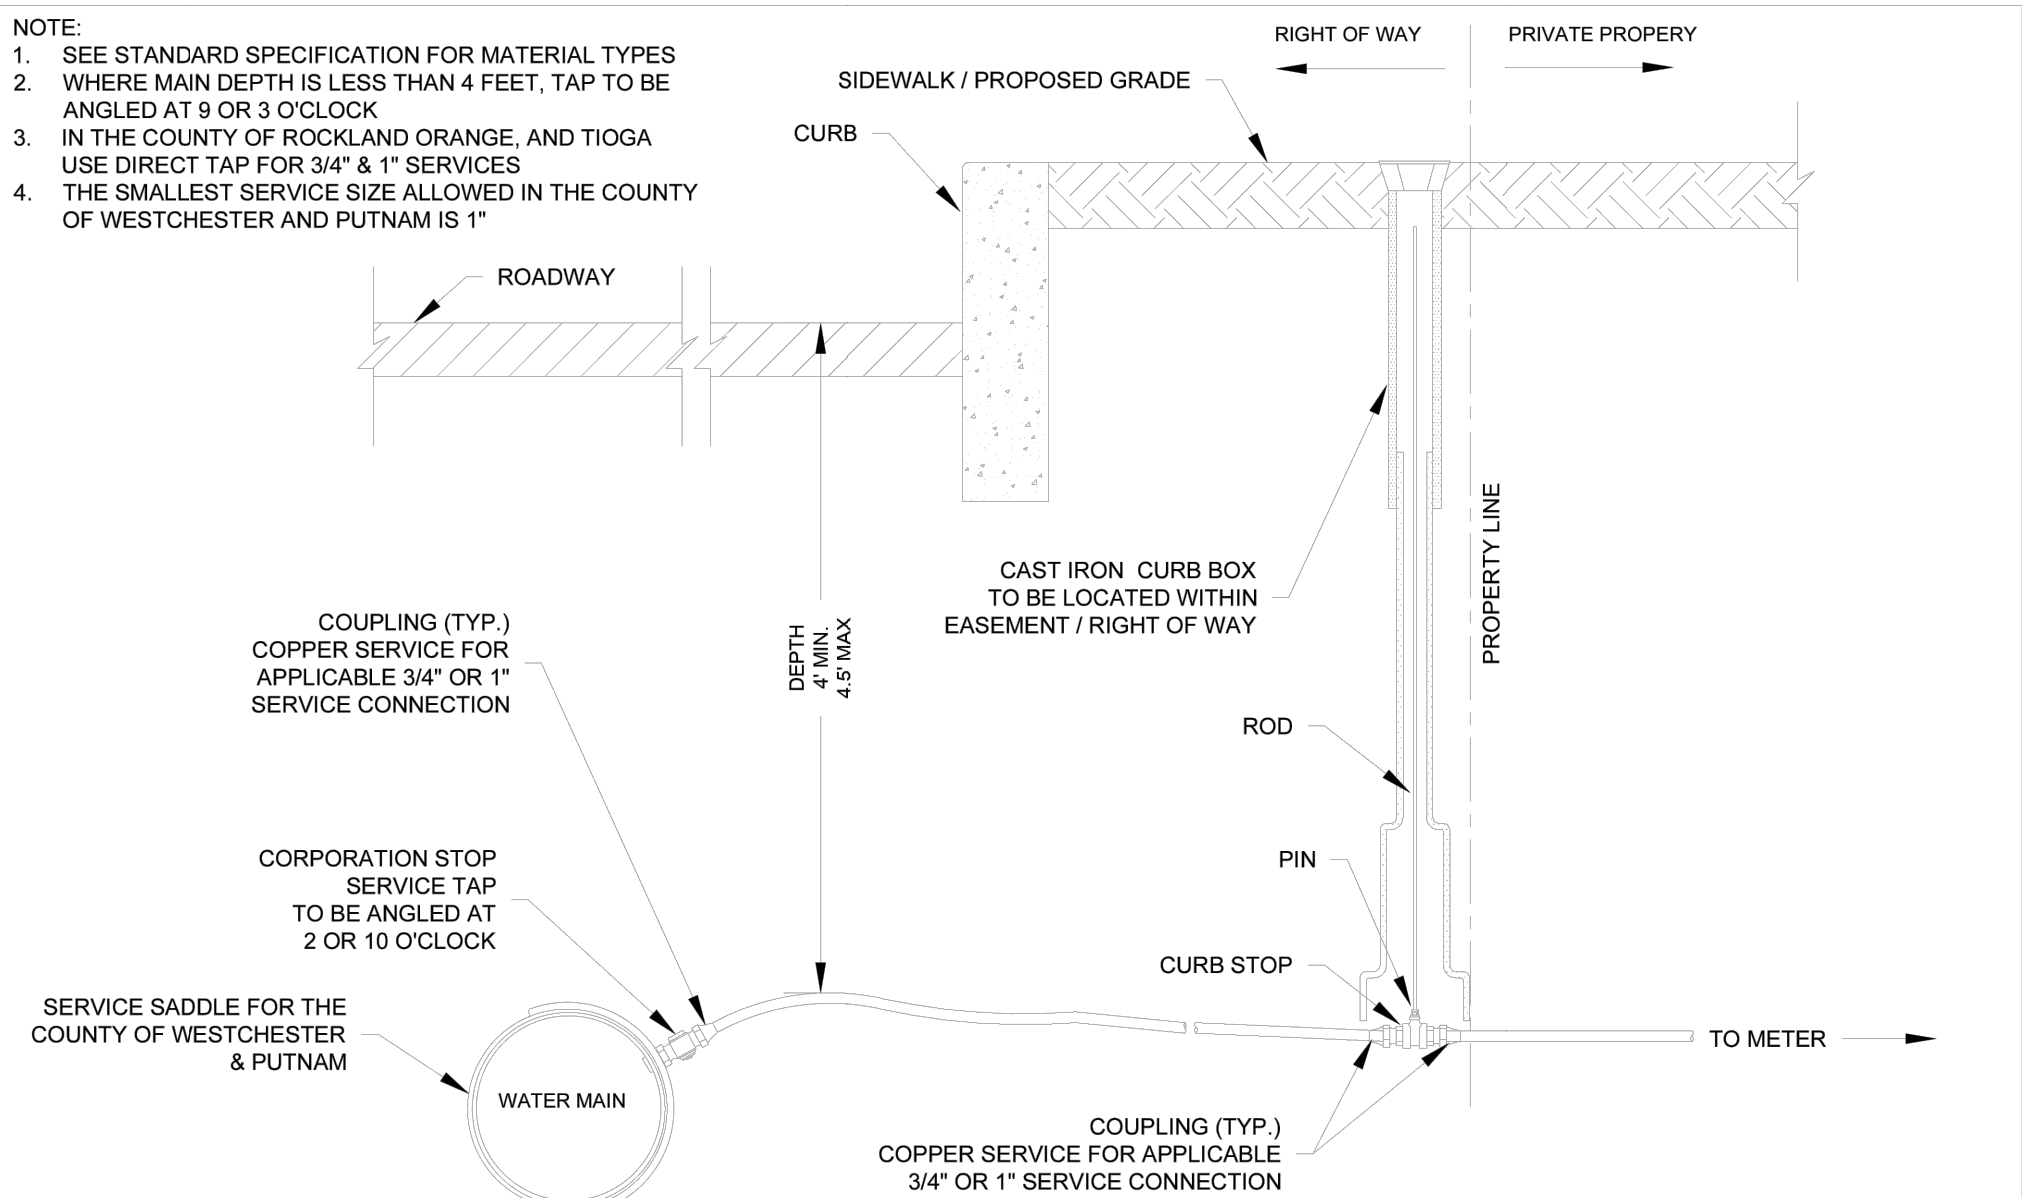 NOTE:
1. SEE STANDARD SPECIFICATION FOR MATERIAL TYPES
2. WHERE MAIN DEPTH IS LESS THAN 4 FEET, TAP TO BE
ANGLED AT 9 OR 3 O'CLOCK
3. IN THE COUNTY OF ROCKLAND ORANGE, AND TIOGA
USE DIRECT TAP FOR 3/4" & 1" SERVICES
4. THE SMALLEST SERVICE SIZE ALLOWED IN THE COUNTY
OF WESTCHESTER AND PUTNAM IS 1"
RIGHT OF WAY
PRIVATE PROPERY
SIDEWALK / PROPOSED GRADE
CURB
ROADWAY
CAST IRON CURB BOX
TO BE LOCATED WITHIN
EASEMENT / RIGHT OF WAY
PROPERTY LINE
DEPTH
4' MIN.
4.5' MAX
COUPLING (TYP.)
COPPER SERVICE FOR
APPLICABLE 3/4" OR 1"
SERVICE CONNECTION
ROD
CORPORATION STOP
SERVICE TAP
TO BE ANGLED AT
2 OR 10 O'CLOCK
PIN
CURB STOP
SERVICE SADDLE FOR THE
COUNTY OF WESTCHESTER
& PUTNAM
WATER MAIN
TO METER
COUPLING (TYP.)
COPPER SERVICE FOR APPLICABLE
3/4" OR 1" SERVICE CONNECTION